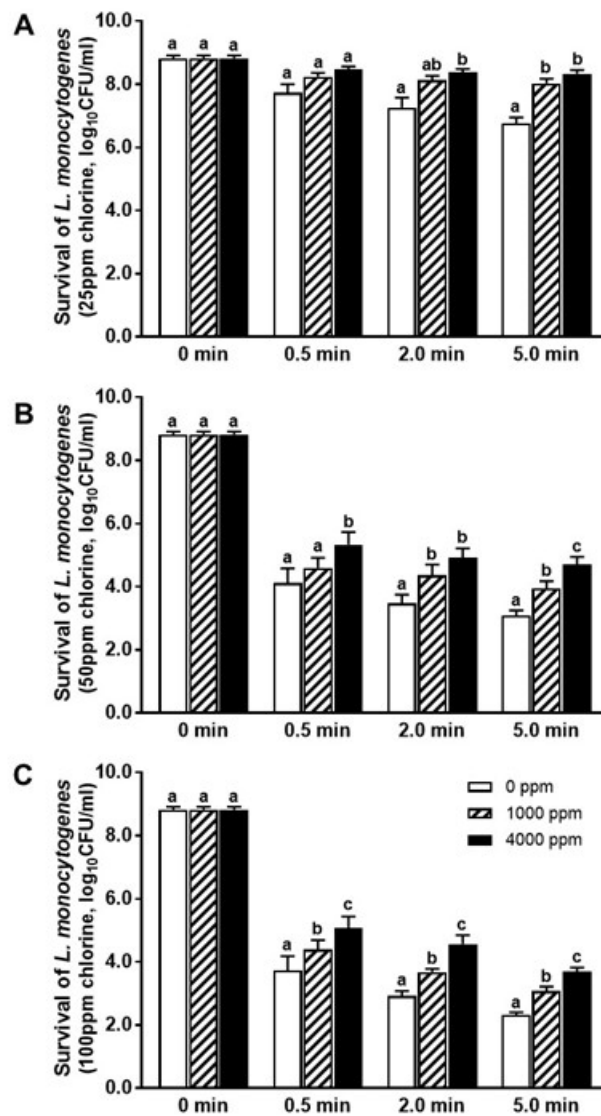 A
Survival of L. monocytogenes
(25ppm chlorine, log₁₀CFU/ml)
10.0
8.0
6.0
4.0
2.0
0.0
a a a
a a a
a ab b
a b b
0 min 0.5 min 2.0 min 5.0 min
B
Survival of L. monocytogenes
(50ppm chlorine, log₁₀CFU/ml)
10.0
8.0
6.0
4.0
2.0
0.0
a a a
a a b
a b b
a b c
0 min 0.5 min 2.0 min 5.0 min
C
Survival of L. monocytogenes
(100ppm chlorine, log₁₀CFU/ml)
10.0
8.0
6.0
4.0
2.0
0.0
a a a
a b c
a b c
a b c
0 ppm
1000 ppm
4000 ppm
0 min 0.5 min 2.0 min 5.0 min